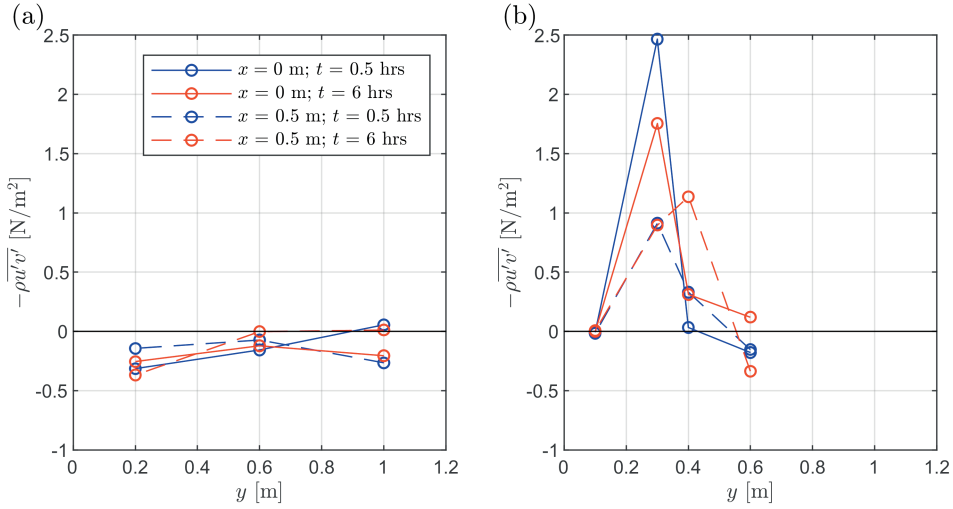 (a)
2.5
2
1.5
1
0.5
0
-0.5
-1
−ρu′v′ [N/m²]
x = 0 m; t = 0.5 hrs
x = 0 m; t = 6 hrs
x = 0.5 m; t = 0.5 hrs
x = 0.5 m; t = 6 hrs
0 0.2 0.4 0.6 0.8 1 1.2
y [m]
(b)
2.5
2
1.5
1
0.5
0
-0.5
-1
−ρu′v′ [N/m²]
0 0.2 0.4 0.6 0.8 1 1.2
y [m]